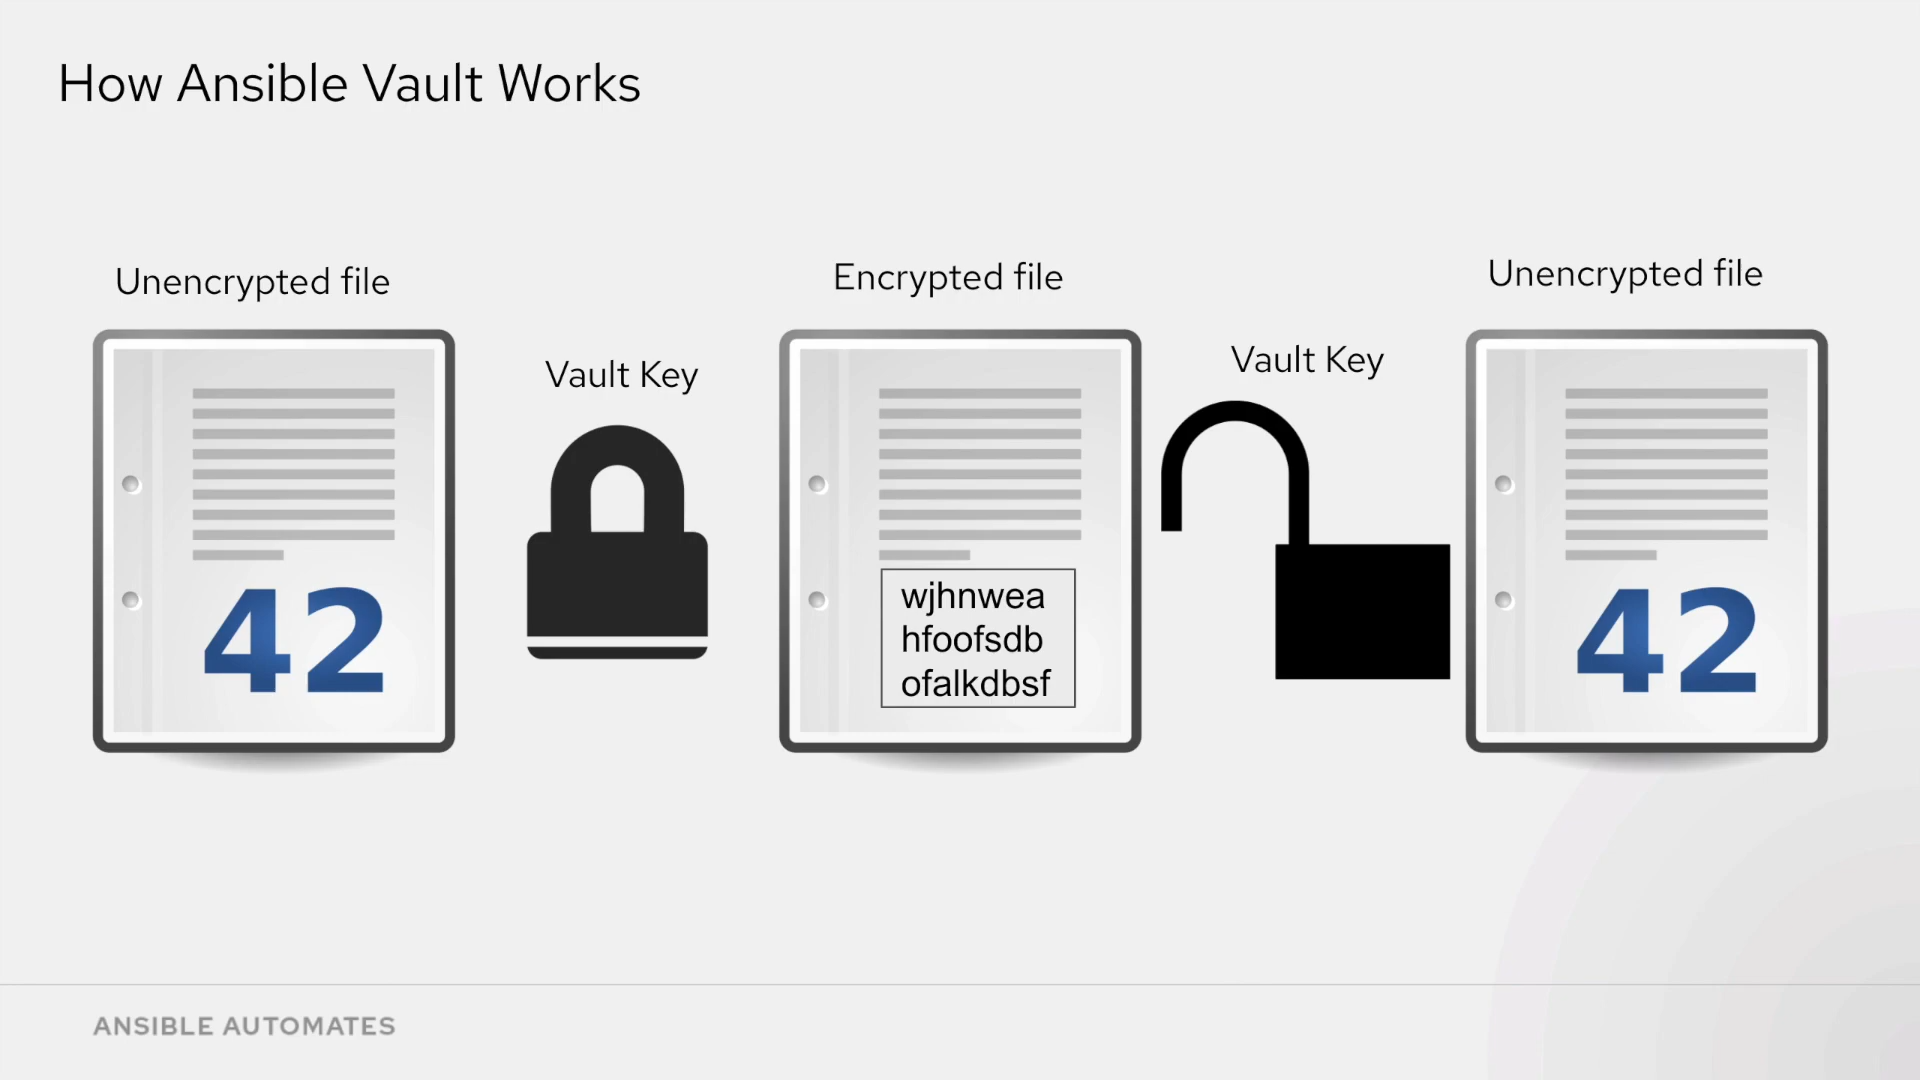 How Ansible Vault Works
Unencrypted file
Vault Key
Encrypted file
Vault Key
Unencrypted file
42
wjhnwea
hfoofsdb
ofalkdbsf
42
ANSIBLE AUTOMATES